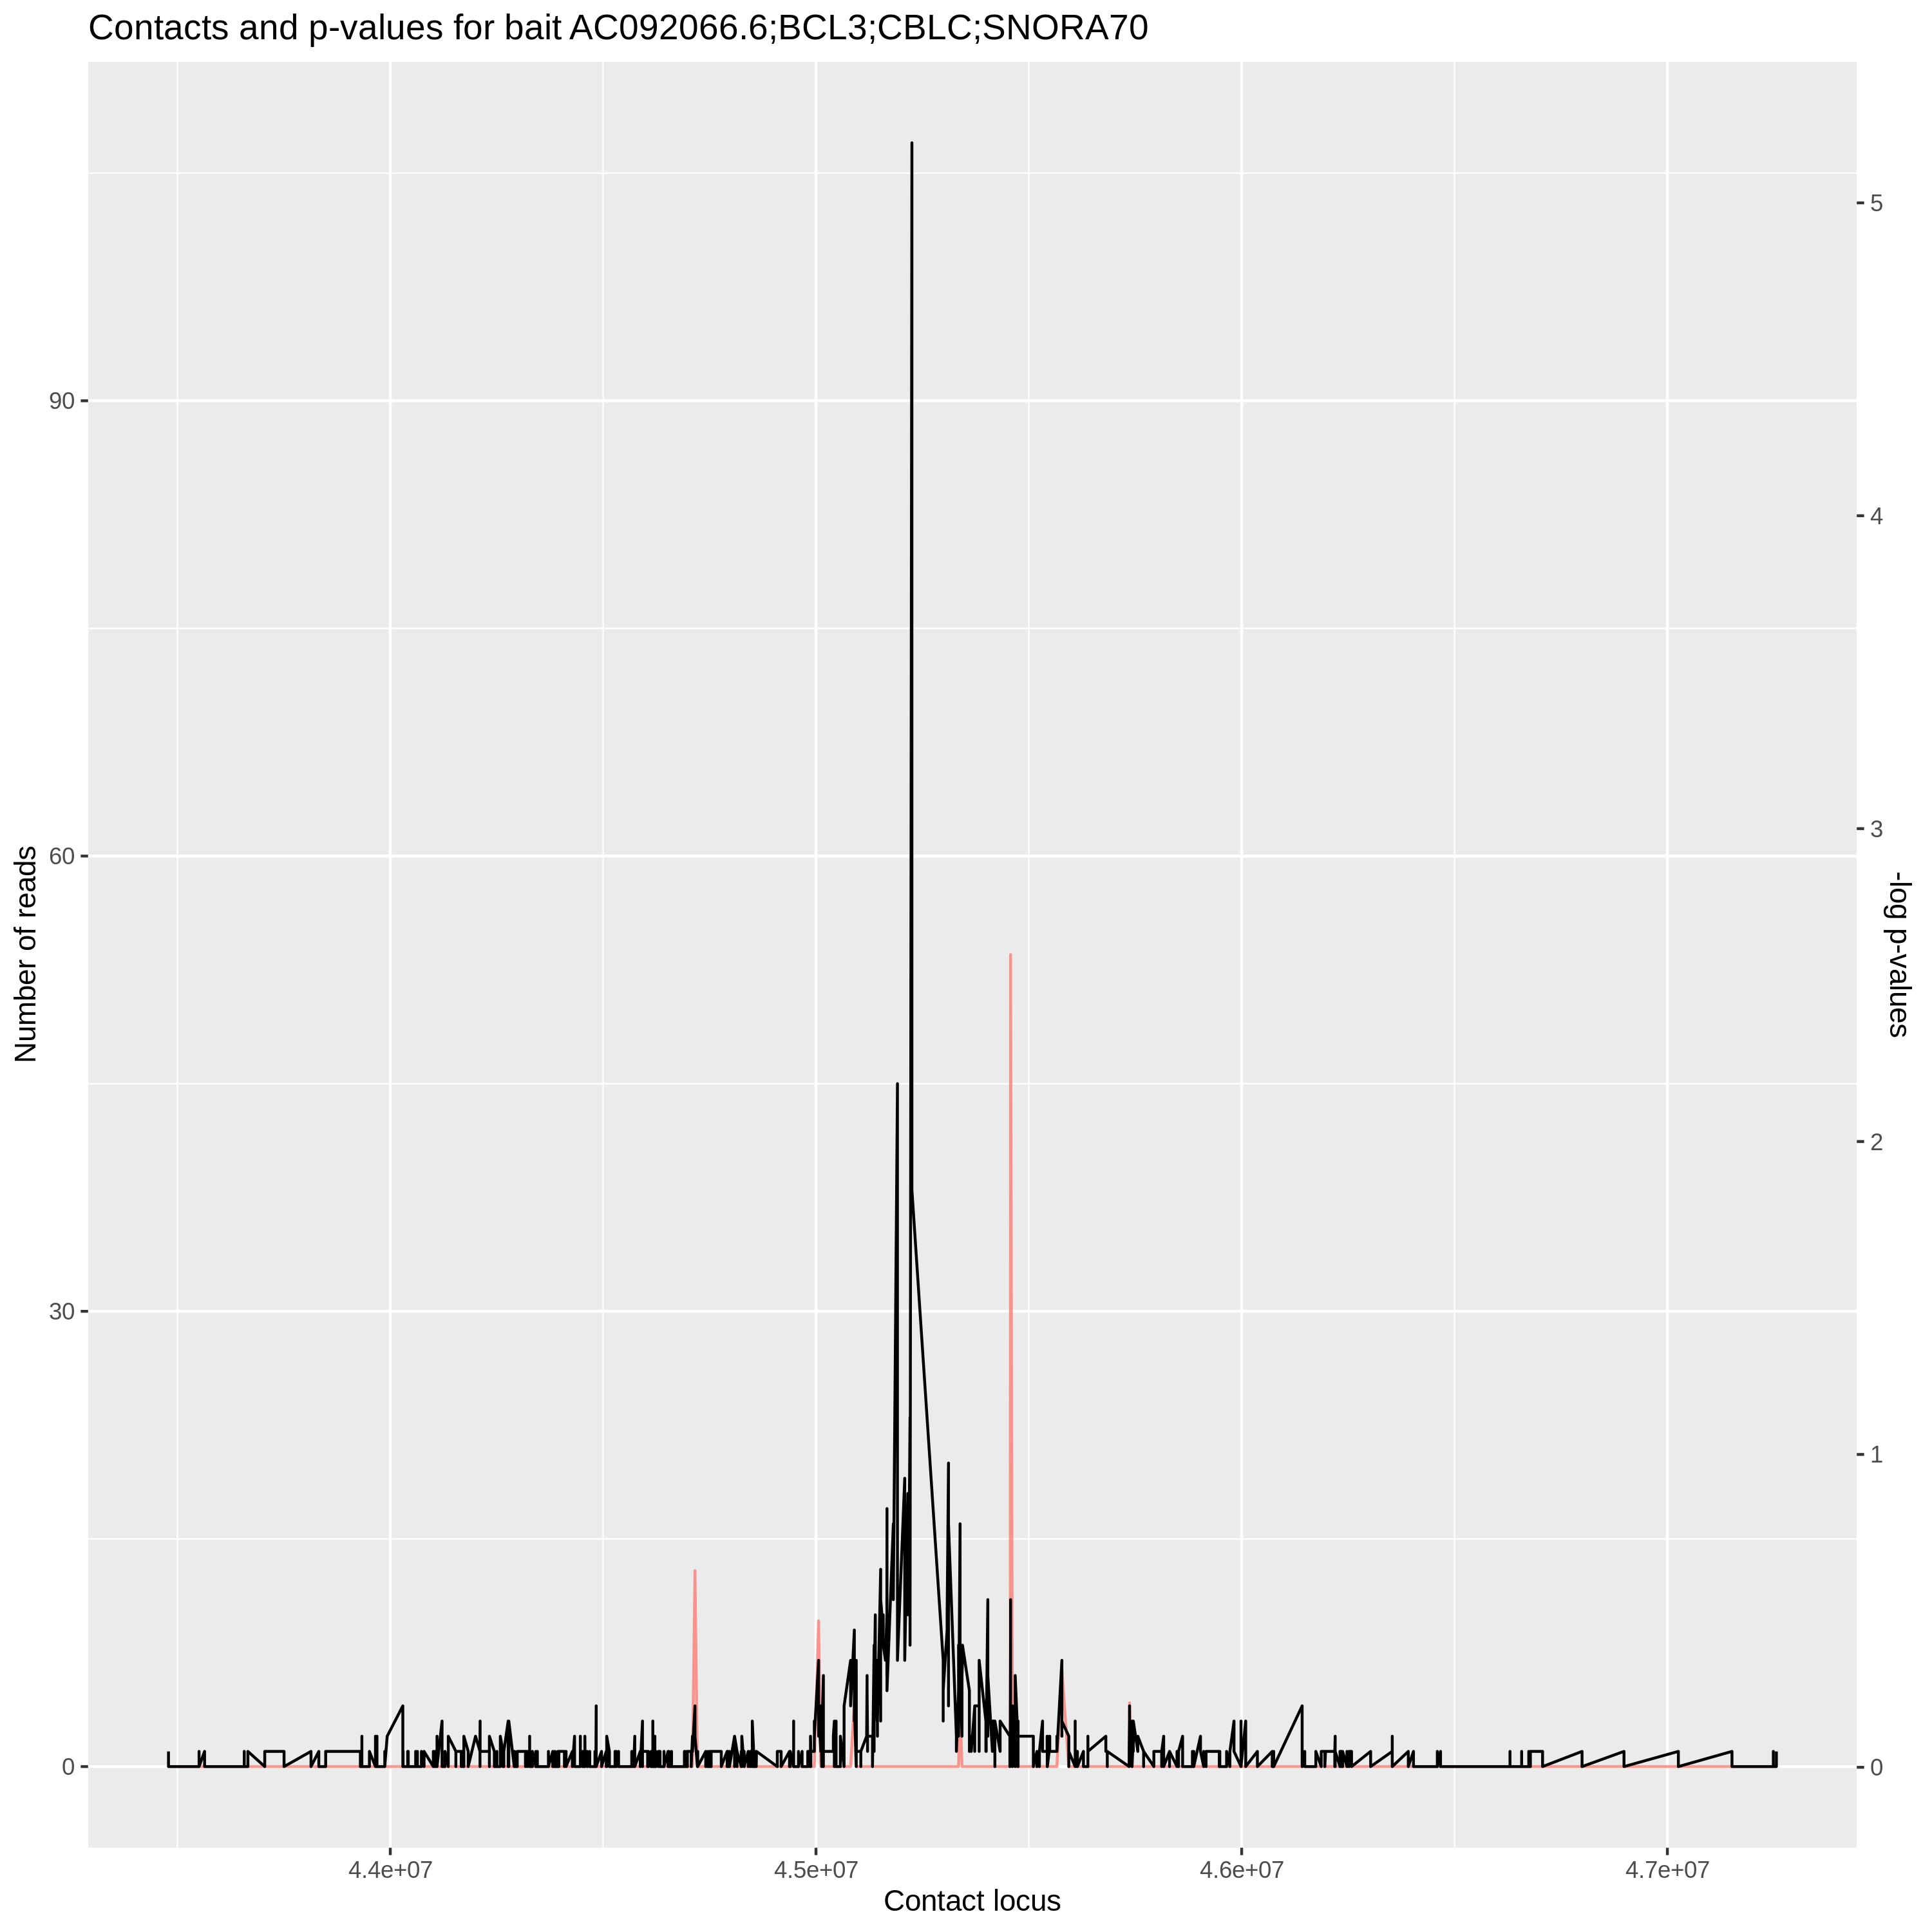 Contacts and p-values for bait AC092066.6;BCL3;CBLC;SNORA70
Number of reads
90
60
30
0
5
4
3
2
1
0
-log p-values
4.4e+07
4.5e+07
4.6e+07
4.7e+07
Contact locus